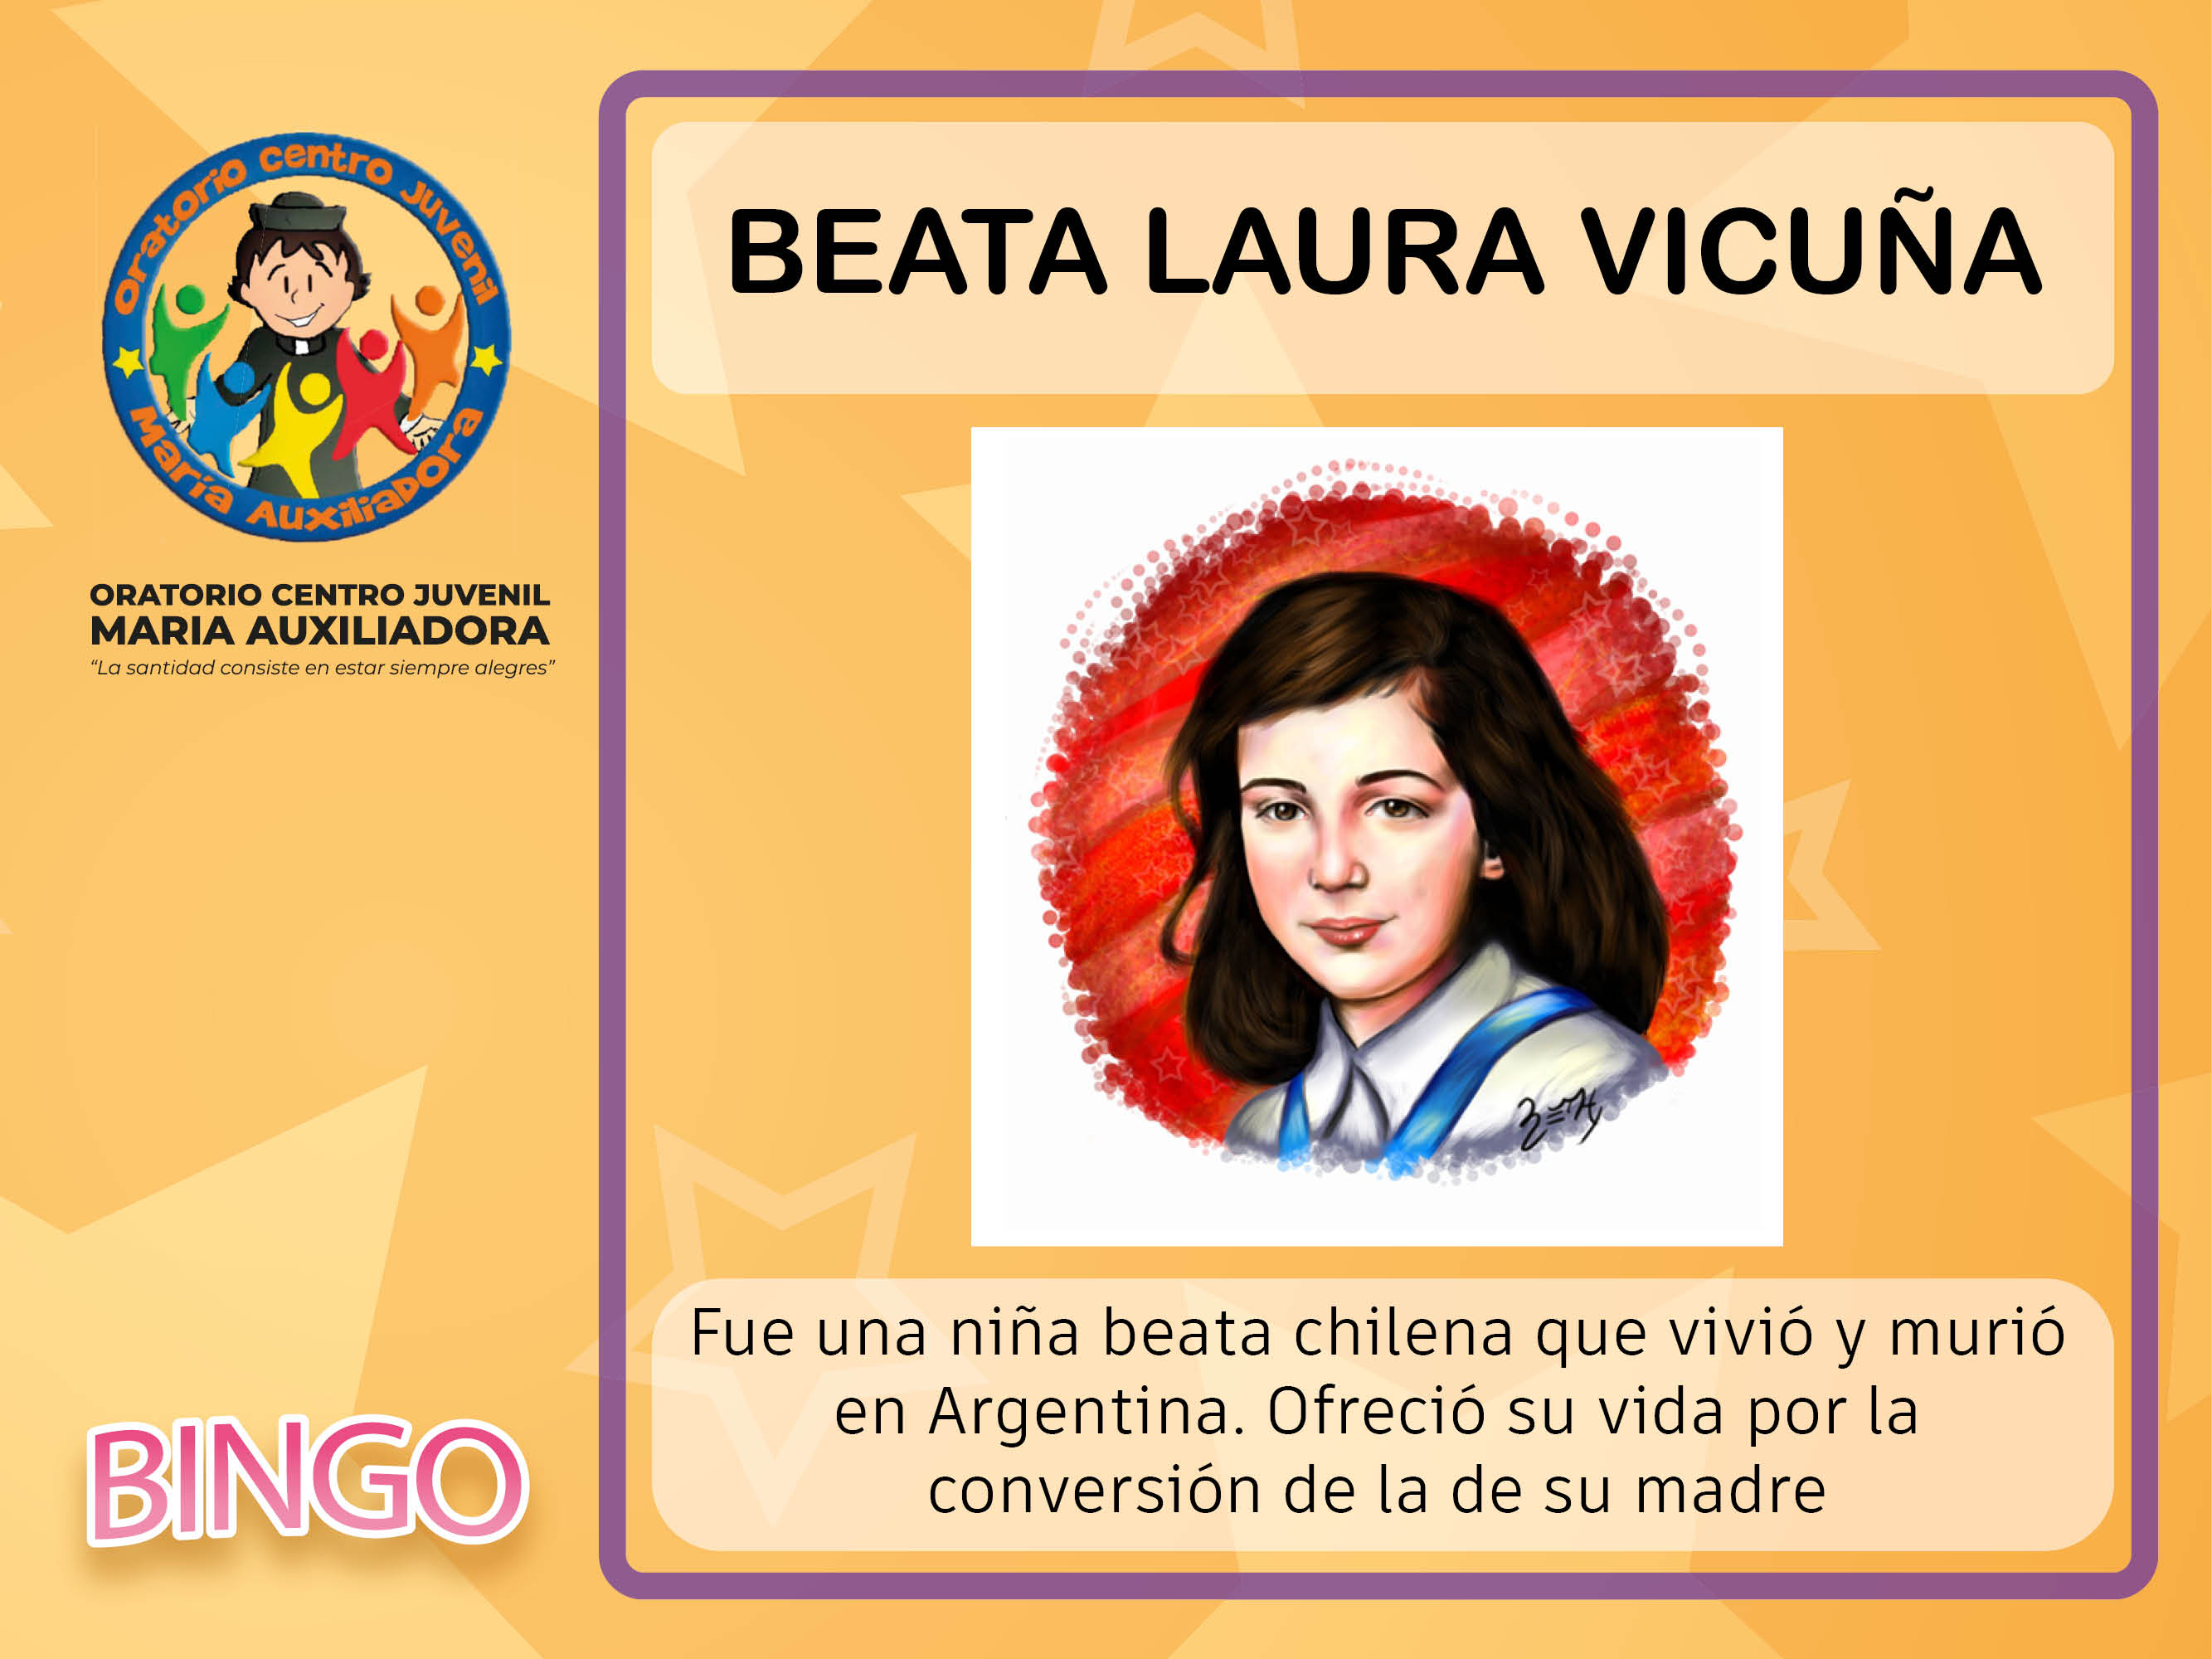 Oratorio Centro Juvenil
María Auxiliadora
ORATORIO CENTRO JUVENIL
MARIA AUXILIADORA
“La santidad consiste en estar siempre alegres”
BEATA LAURA VICUÑA
Fue una niña beata chilena que vivió y murió
en Argentina. Ofreció su vida por la
conversión de la de su madre
BINGO